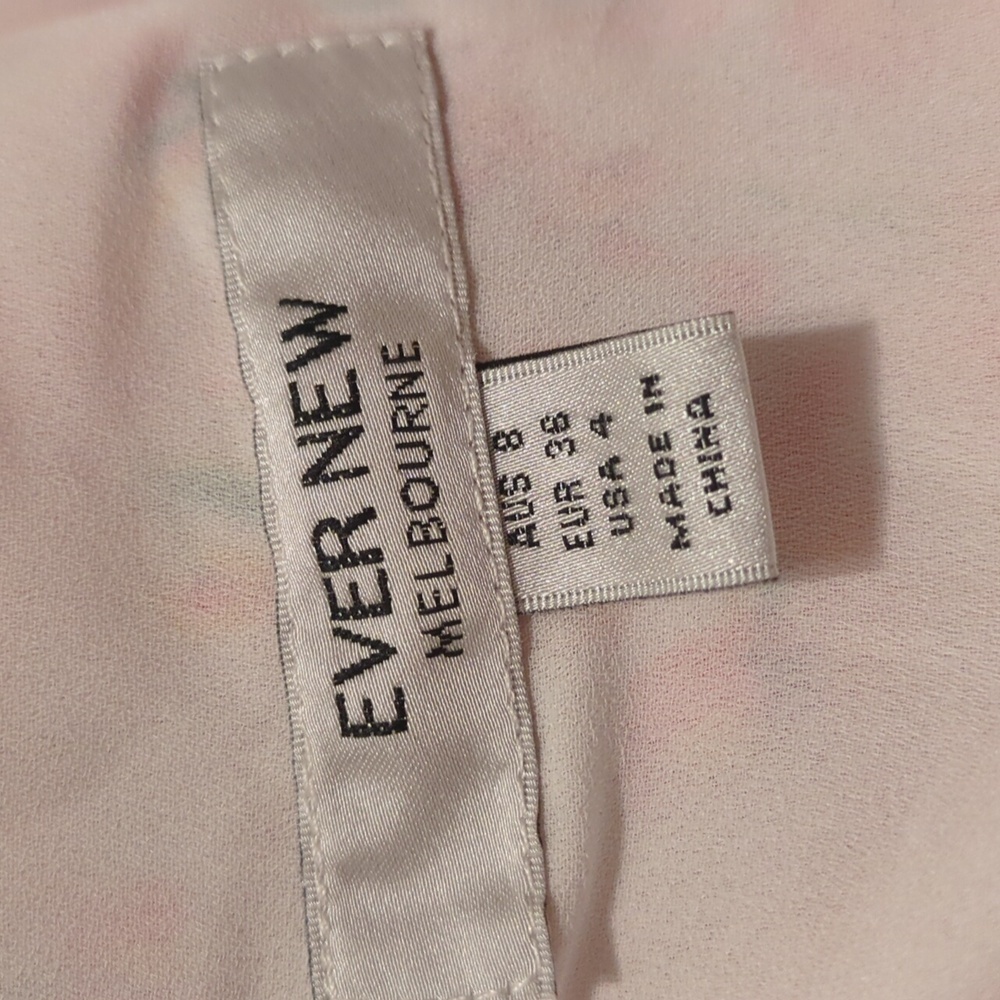 EVER NEW
MELBOURNE
AUS 8
EUR 36
USA 4
MADE IN
CHINA